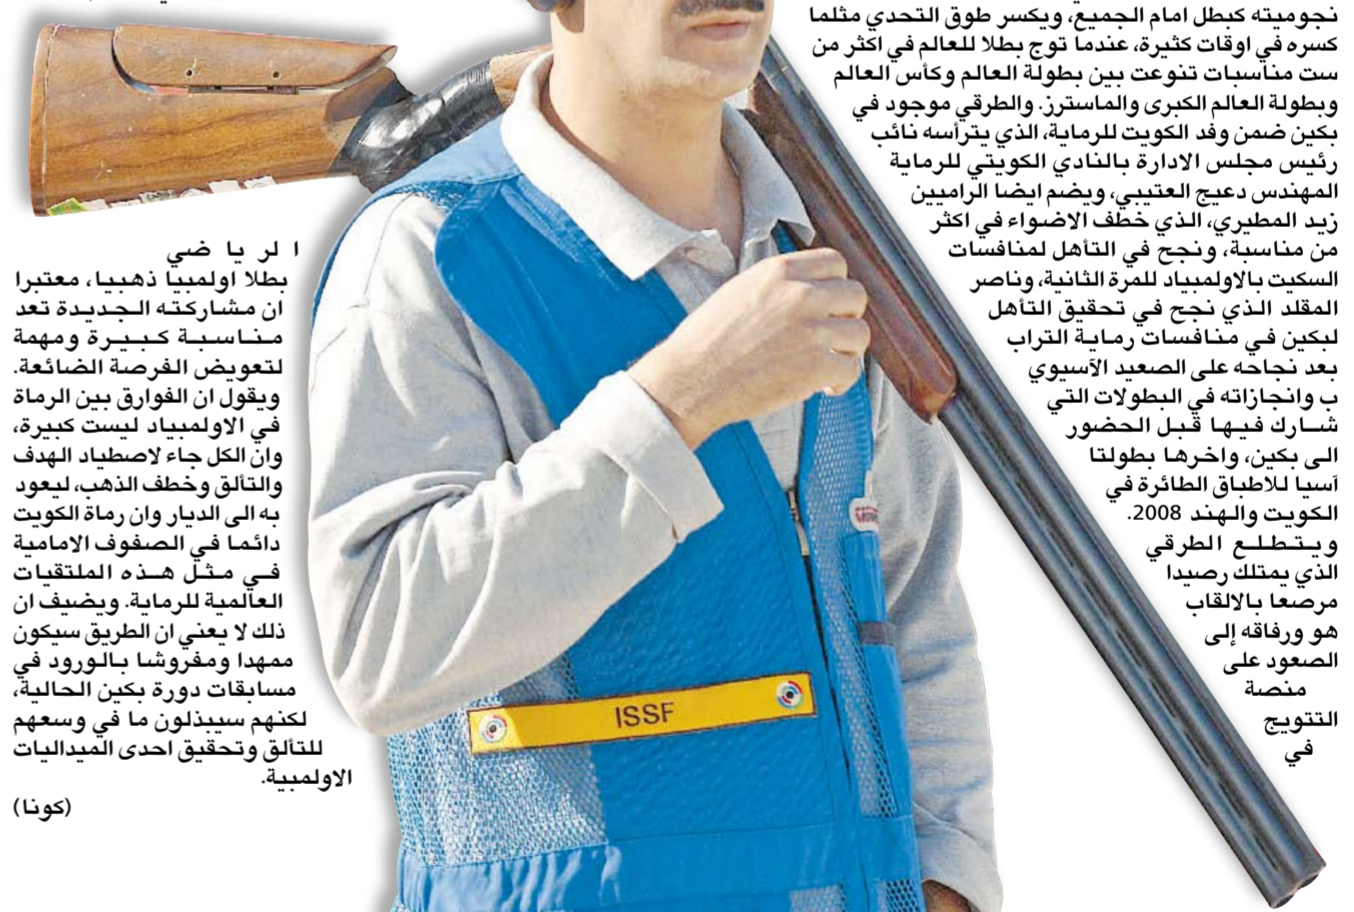 نجوميته كبطل امام الجميع، ويكسر طوق التحدي مثلما
كسره في اوقات كثيرة، عندما توج بطلا للعالم في اكثر من
ست مناسبات تنوعت بين بطولة العالم وكأس العالم
وبطولة العالم الكبرى والماسترز. والطرقي موجود في
بكين ضمن وفد الكويت للرماية، الذي يترأسه نائب
رئيس مجلس الادارة بالنادي الكويتي للرماية
المهندس دعيج العتيبي، ويضم ايضا الراميين
زيد المطيري، الذي خطف الاضواء في اكثر
من مناسبة، ونجح في التأهل لمنافسات
السكيت بالاولمبياد للمرة الثانية، وناصر
المقلد الذي نجح في تحقيق التأهل
لبكين في منافسات رماية التراب
بعد نجاحه على الصعيد الآسيوي
ب وانجازاته في البطولات التي
شارك فيها قبل الحضور
الى بكين، واخرها بطولتا
آسيا للاطباق الطائرة في
الكويت والهند 2008.
ويتطلع الطرقي
الذي يمتلك رصيدا
مرصعا بالالقاب
هو ورفاقه إلى
الصعود على
منصة
التتويج
في
ا لر يا ضي
بطلا اولمبيا ذهبيا، معتبرا
ان مشاركته الجديدة تعد
مناسبة كبيرة ومهمة
لتعويض الفرصة الضائعة.
ويقول ان الفوارق بين الرماة
في الاولمبياد ليست كبيرة،
وان الكل جاء لاصطياد الهدف
والتألق وخطف الذهب، ليعود
به الى الديار وان رماة الكويت
دائما في الصفوف الامامية
في مثل هذه الملتقيات
العالمية للرماية. ويضيف ان
ذلك لا يعني ان الطريق سيكون
ممهدا ومفروشا بالورود في
مسابقات دورة بكين الحالية،
لكنهم سيبذلون ما في وسعهم
للتألق وتحقيق احدى الميداليات
الاولمبية.
(كونا)
ISSF